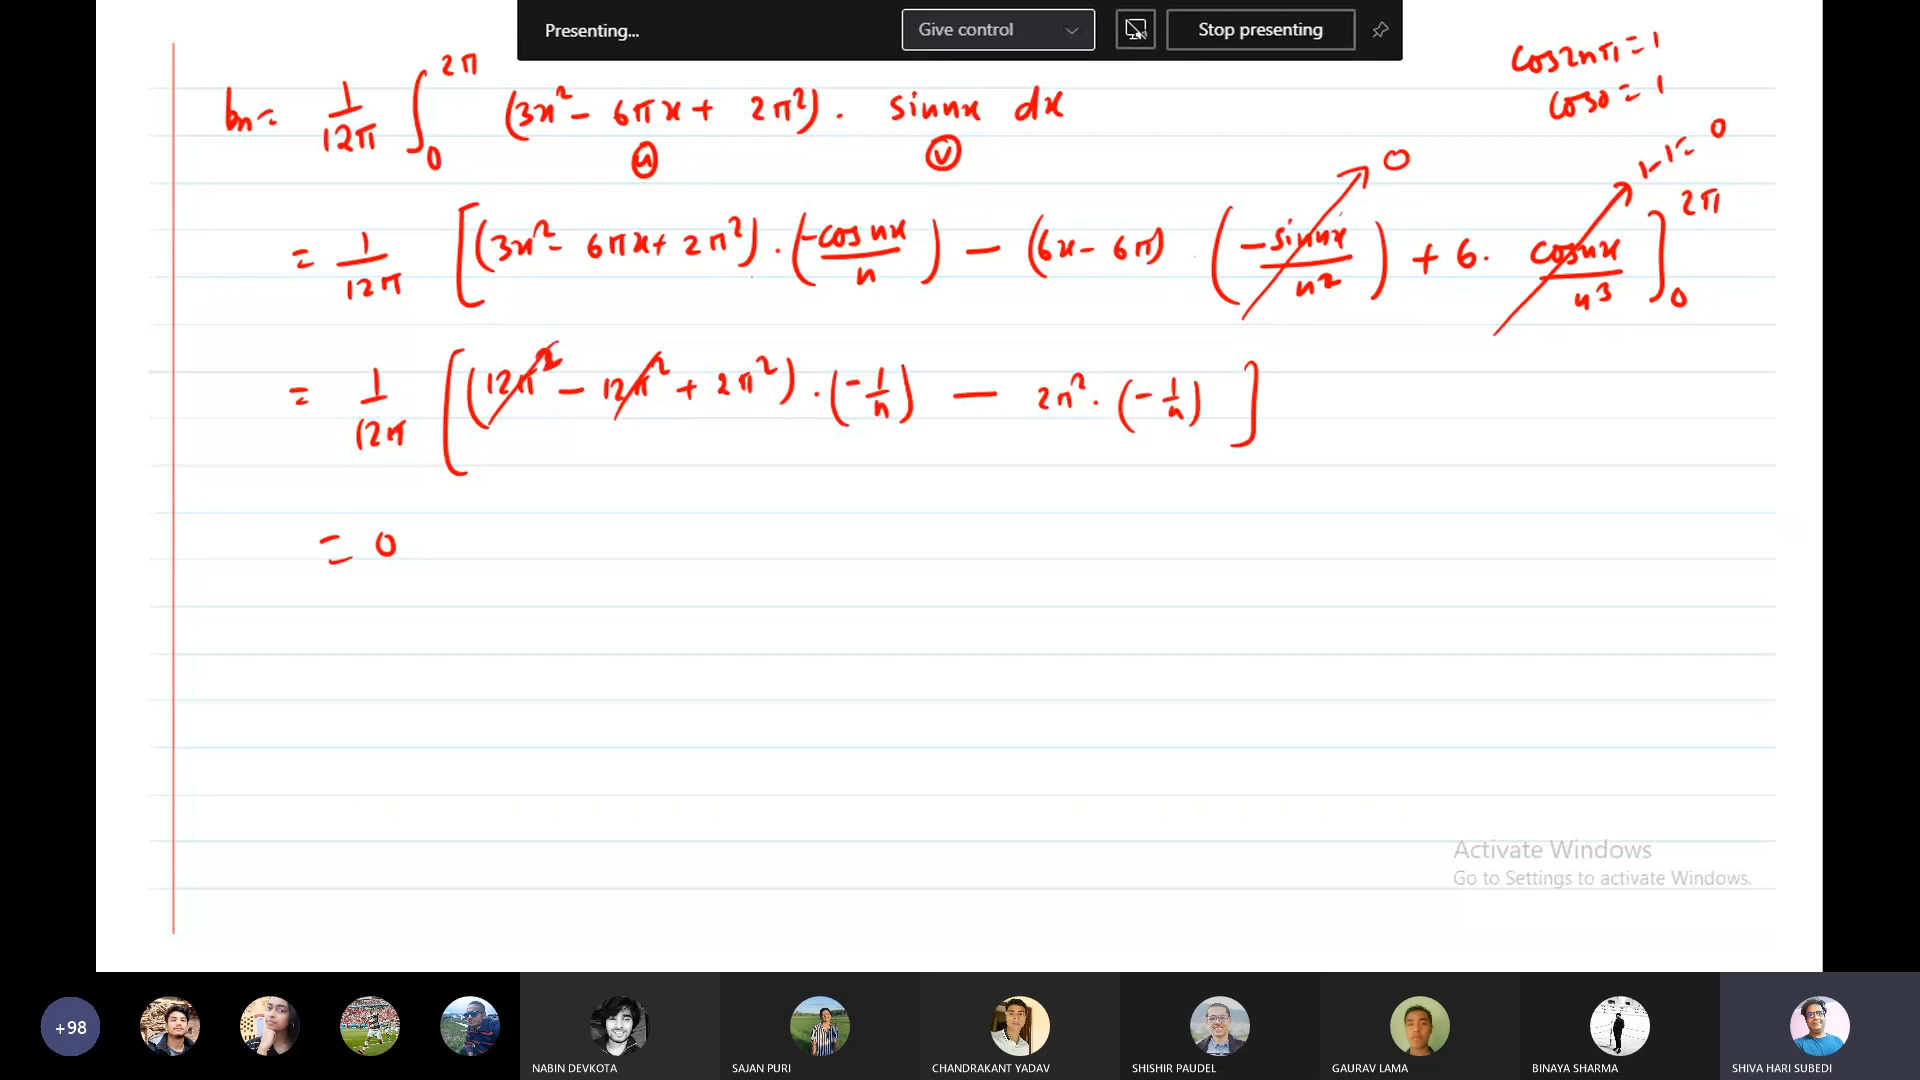 Presenting...
Give control
Stop presenting
cos2nπ = 1
cos0 = 1
bn = 1/12π ∫₀^2π (3x² - 6πx + 2π²) . sinnx dx
u v
0
1-1 = 0
= 1/12π [(3x² - 6πx + 2π²) . (-cosnx/n) - (6x - 6π) . (-sinnx/n²) + 6 . cosnx/n³]₀^2π
= 1/12π [(12π² - 12π² + 2π²) . (-1/n) - 2π² . (-1/n)]
= 0
Activate Windows
Go to Settings to activate Windows.
+98
NABIN DEVKOTA
SAJAN PURI
CHANDRAKANT YADAV
SHISHIR PAUDEL
GAURAV LAMA
BINAYA SHARMA
SHIVA HARI SUBEDI